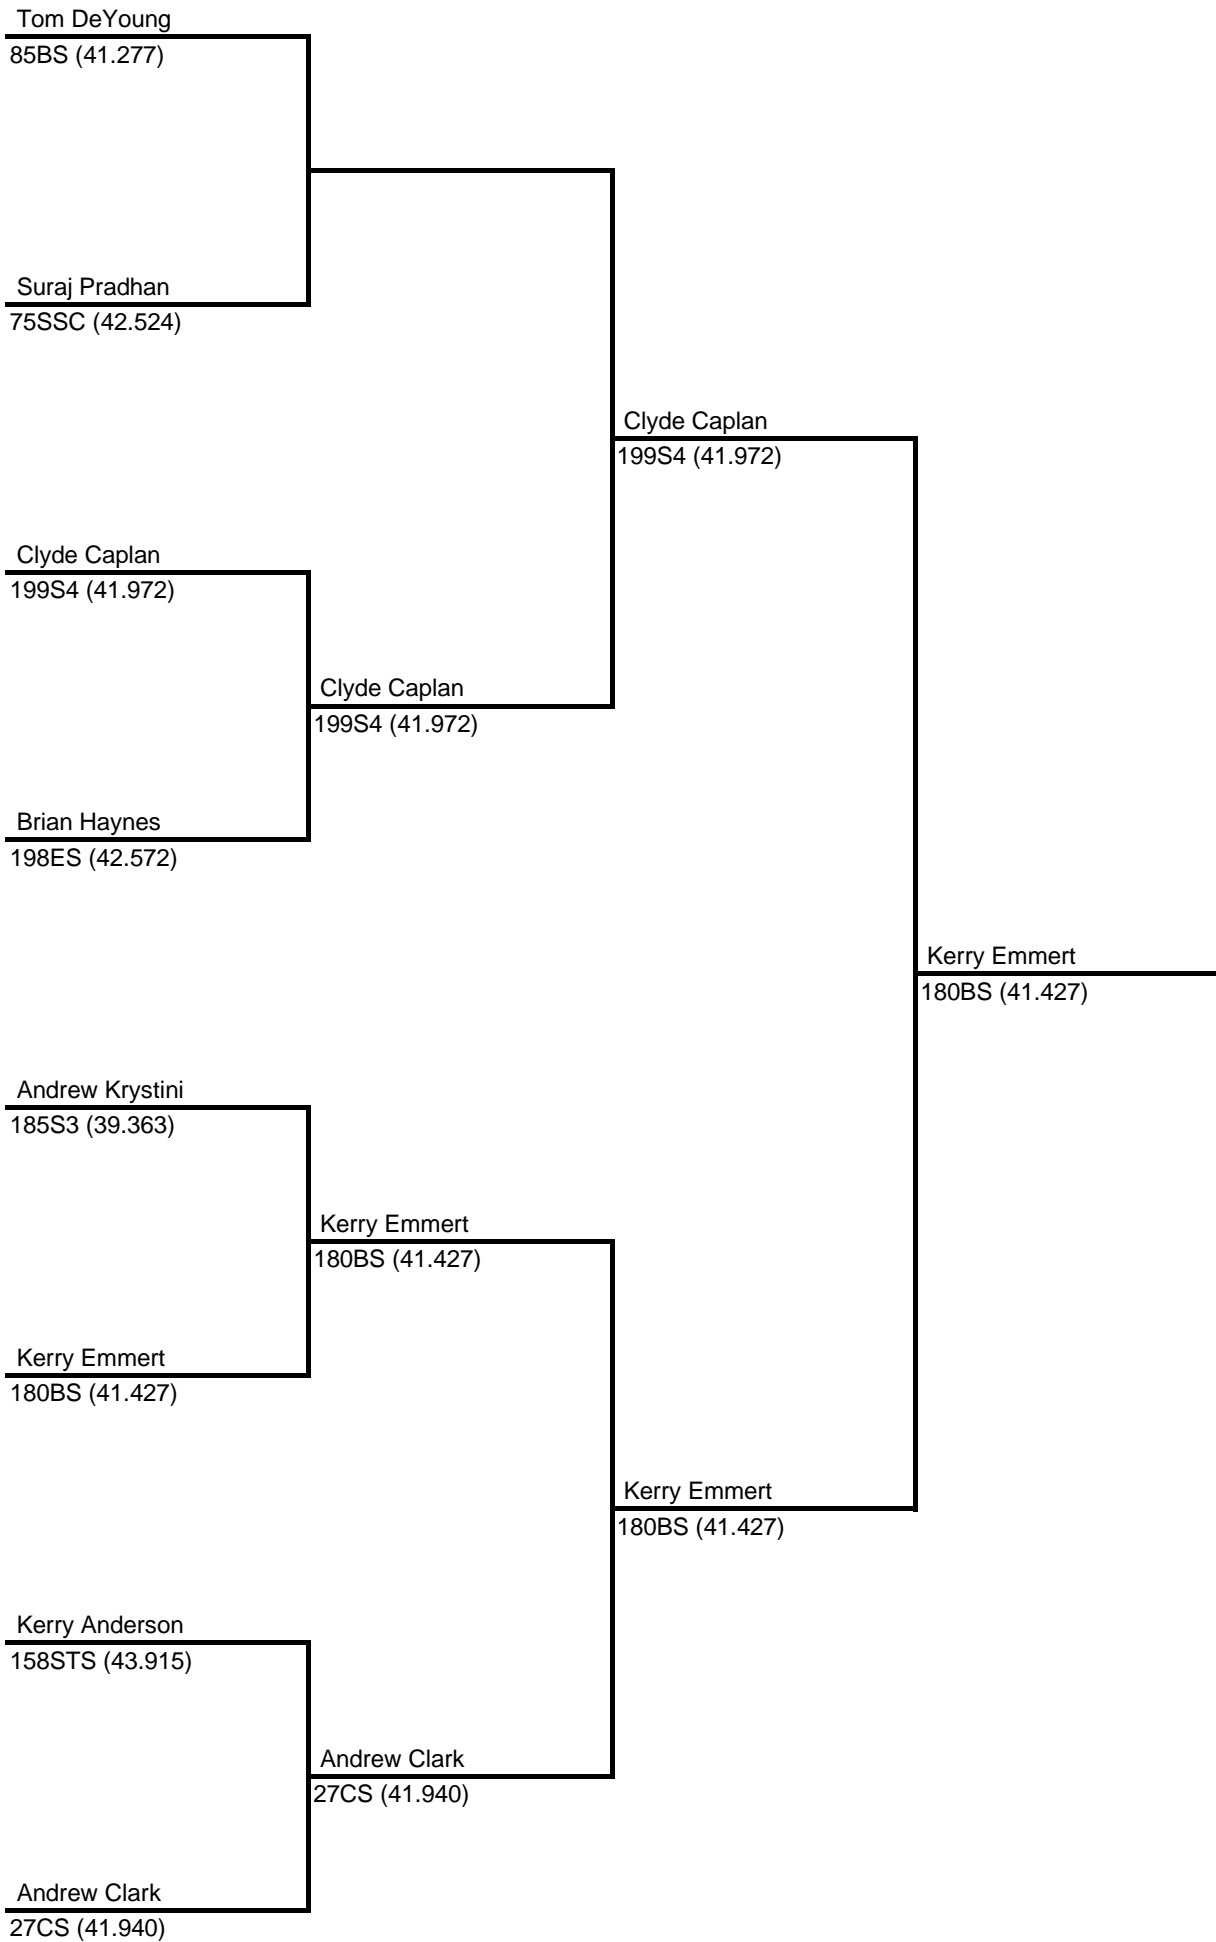 Tom DeYoung
85BS (41.277)
Suraj Pradhan
75SSC (42.524)
Clyde Caplan
199S4 (41.972)
Clyde Caplan
199S4 (41.972)
Clyde Caplan
199S4 (41.972)
Brian Haynes
198ES (42.572)
Kerry Emmert
180BS (41.427)
Andrew Krystini
185S3 (39.363)
Kerry Emmert
180BS (41.427)
Kerry Emmert
180BS (41.427)
Kerry Emmert
180BS (41.427)
Kerry Anderson
158STS (43.915)
Andrew Clark
27CS (41.940)
Andrew Clark
27CS (41.940)